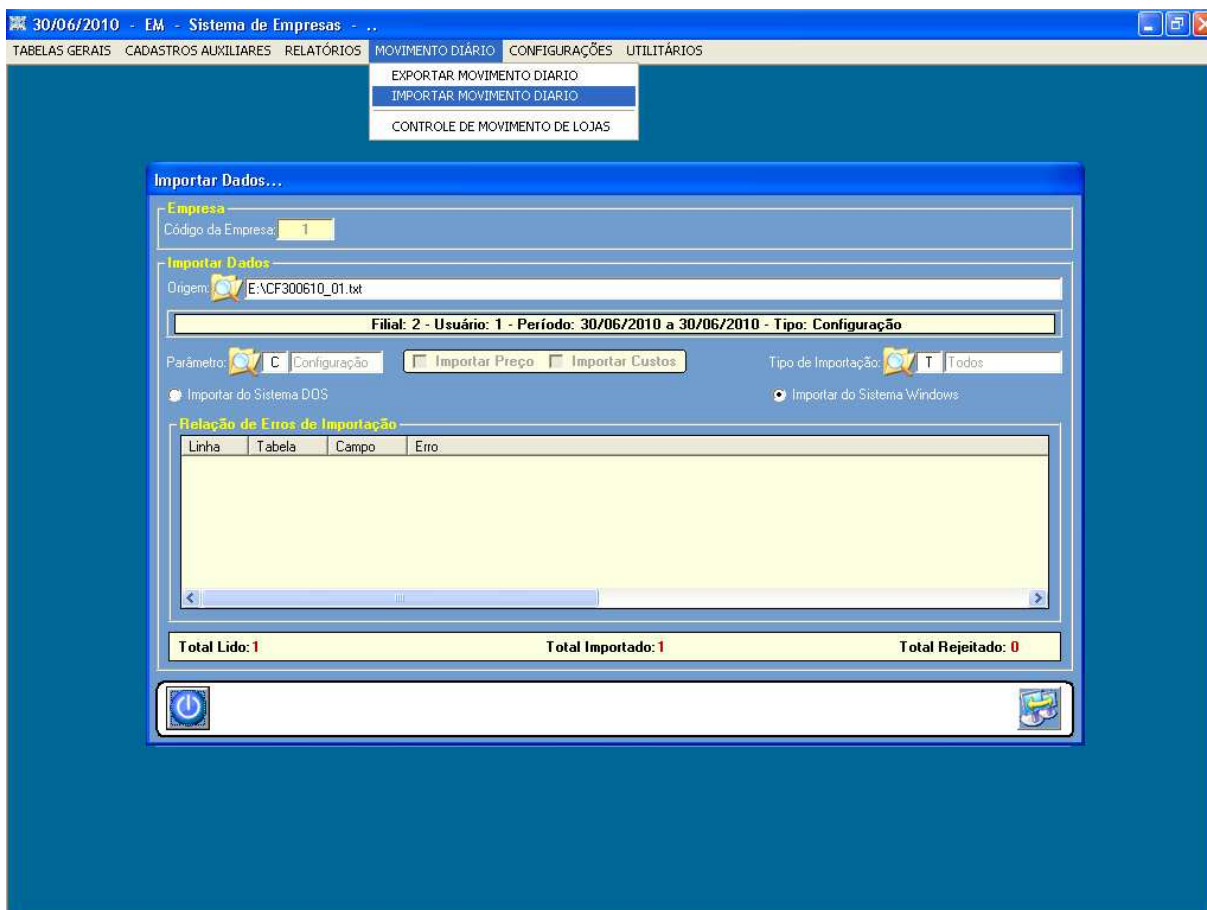 30/06/2010 - EM - Sistema de Empresas - ..
TABELAS GERAIS CADASTROS AUXILIARES RELATÓRIOS MOVIMENTO DIÁRIO CONFIGURAÇÕES UTILITÁRIOS
EXPORTAR MOVIMENTO DIARIO
IMPORTAR MOVIMENTO DIARIO
CONTROLE DE MOVIMENTO DE LOJAS
Importar Dados...
Empresa
Código da Empresa: 1
Importar Dados
Origem: E:\CF300610_01.txt
Filial: 2 - Usuário: 1 - Período: 30/06/2010 a 30/06/2010 - Tipo: Configuração
Parâmetro: C Configuração Importar Preço Importar Custos Tipo de Importação: T Todos
Importar do Sistema DOS Importar do Sistema Windows
Relação de Erros de Importação
Linha Tabela Campo Erro
Total Lido: 1 Total Importado: 1 Total Rejeitado: 0